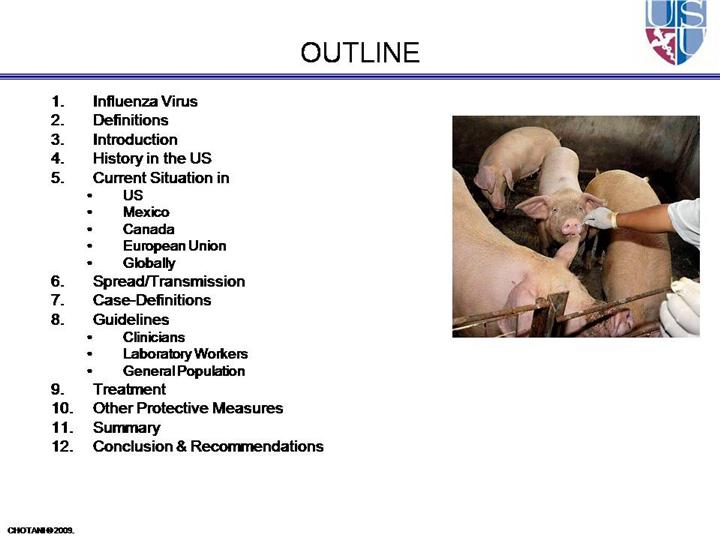 OUTLINE
1. Influenza Virus
2. Definitions
3. Introduction
4. History in the US
5. Current Situation in
• US
• Mexico
• Canada
• European Union
• Globally
6. Spread/Transmission
7. Case-Definitions
8. Guidelines
• Clinicians
• Laboratory Workers
• General Population
9. Treatment
10. Other Protective Measures
11. Summary
12. Conclusion & Recommendations
CHOTANI © 2009.